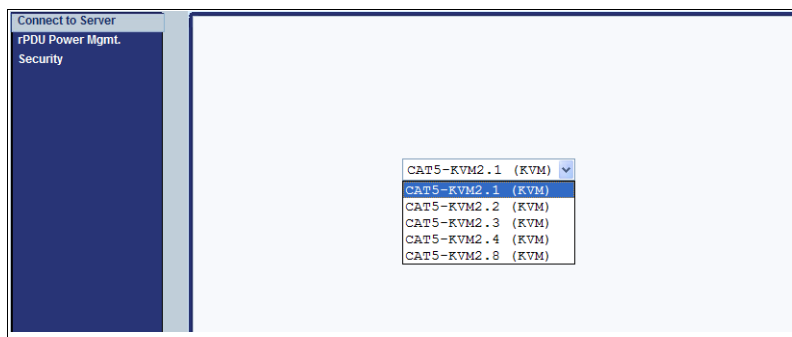 Connect to Server
rPDU Power Mgmt.
Security
CAT5-KVM2.1 (KVM)
CAT5-KVM2.1 (KVM)
CAT5-KVM2.2 (KVM)
CAT5-KVM2.3 (KVM)
CAT5-KVM2.4 (KVM)
CAT5-KVM2.8 (KVM)